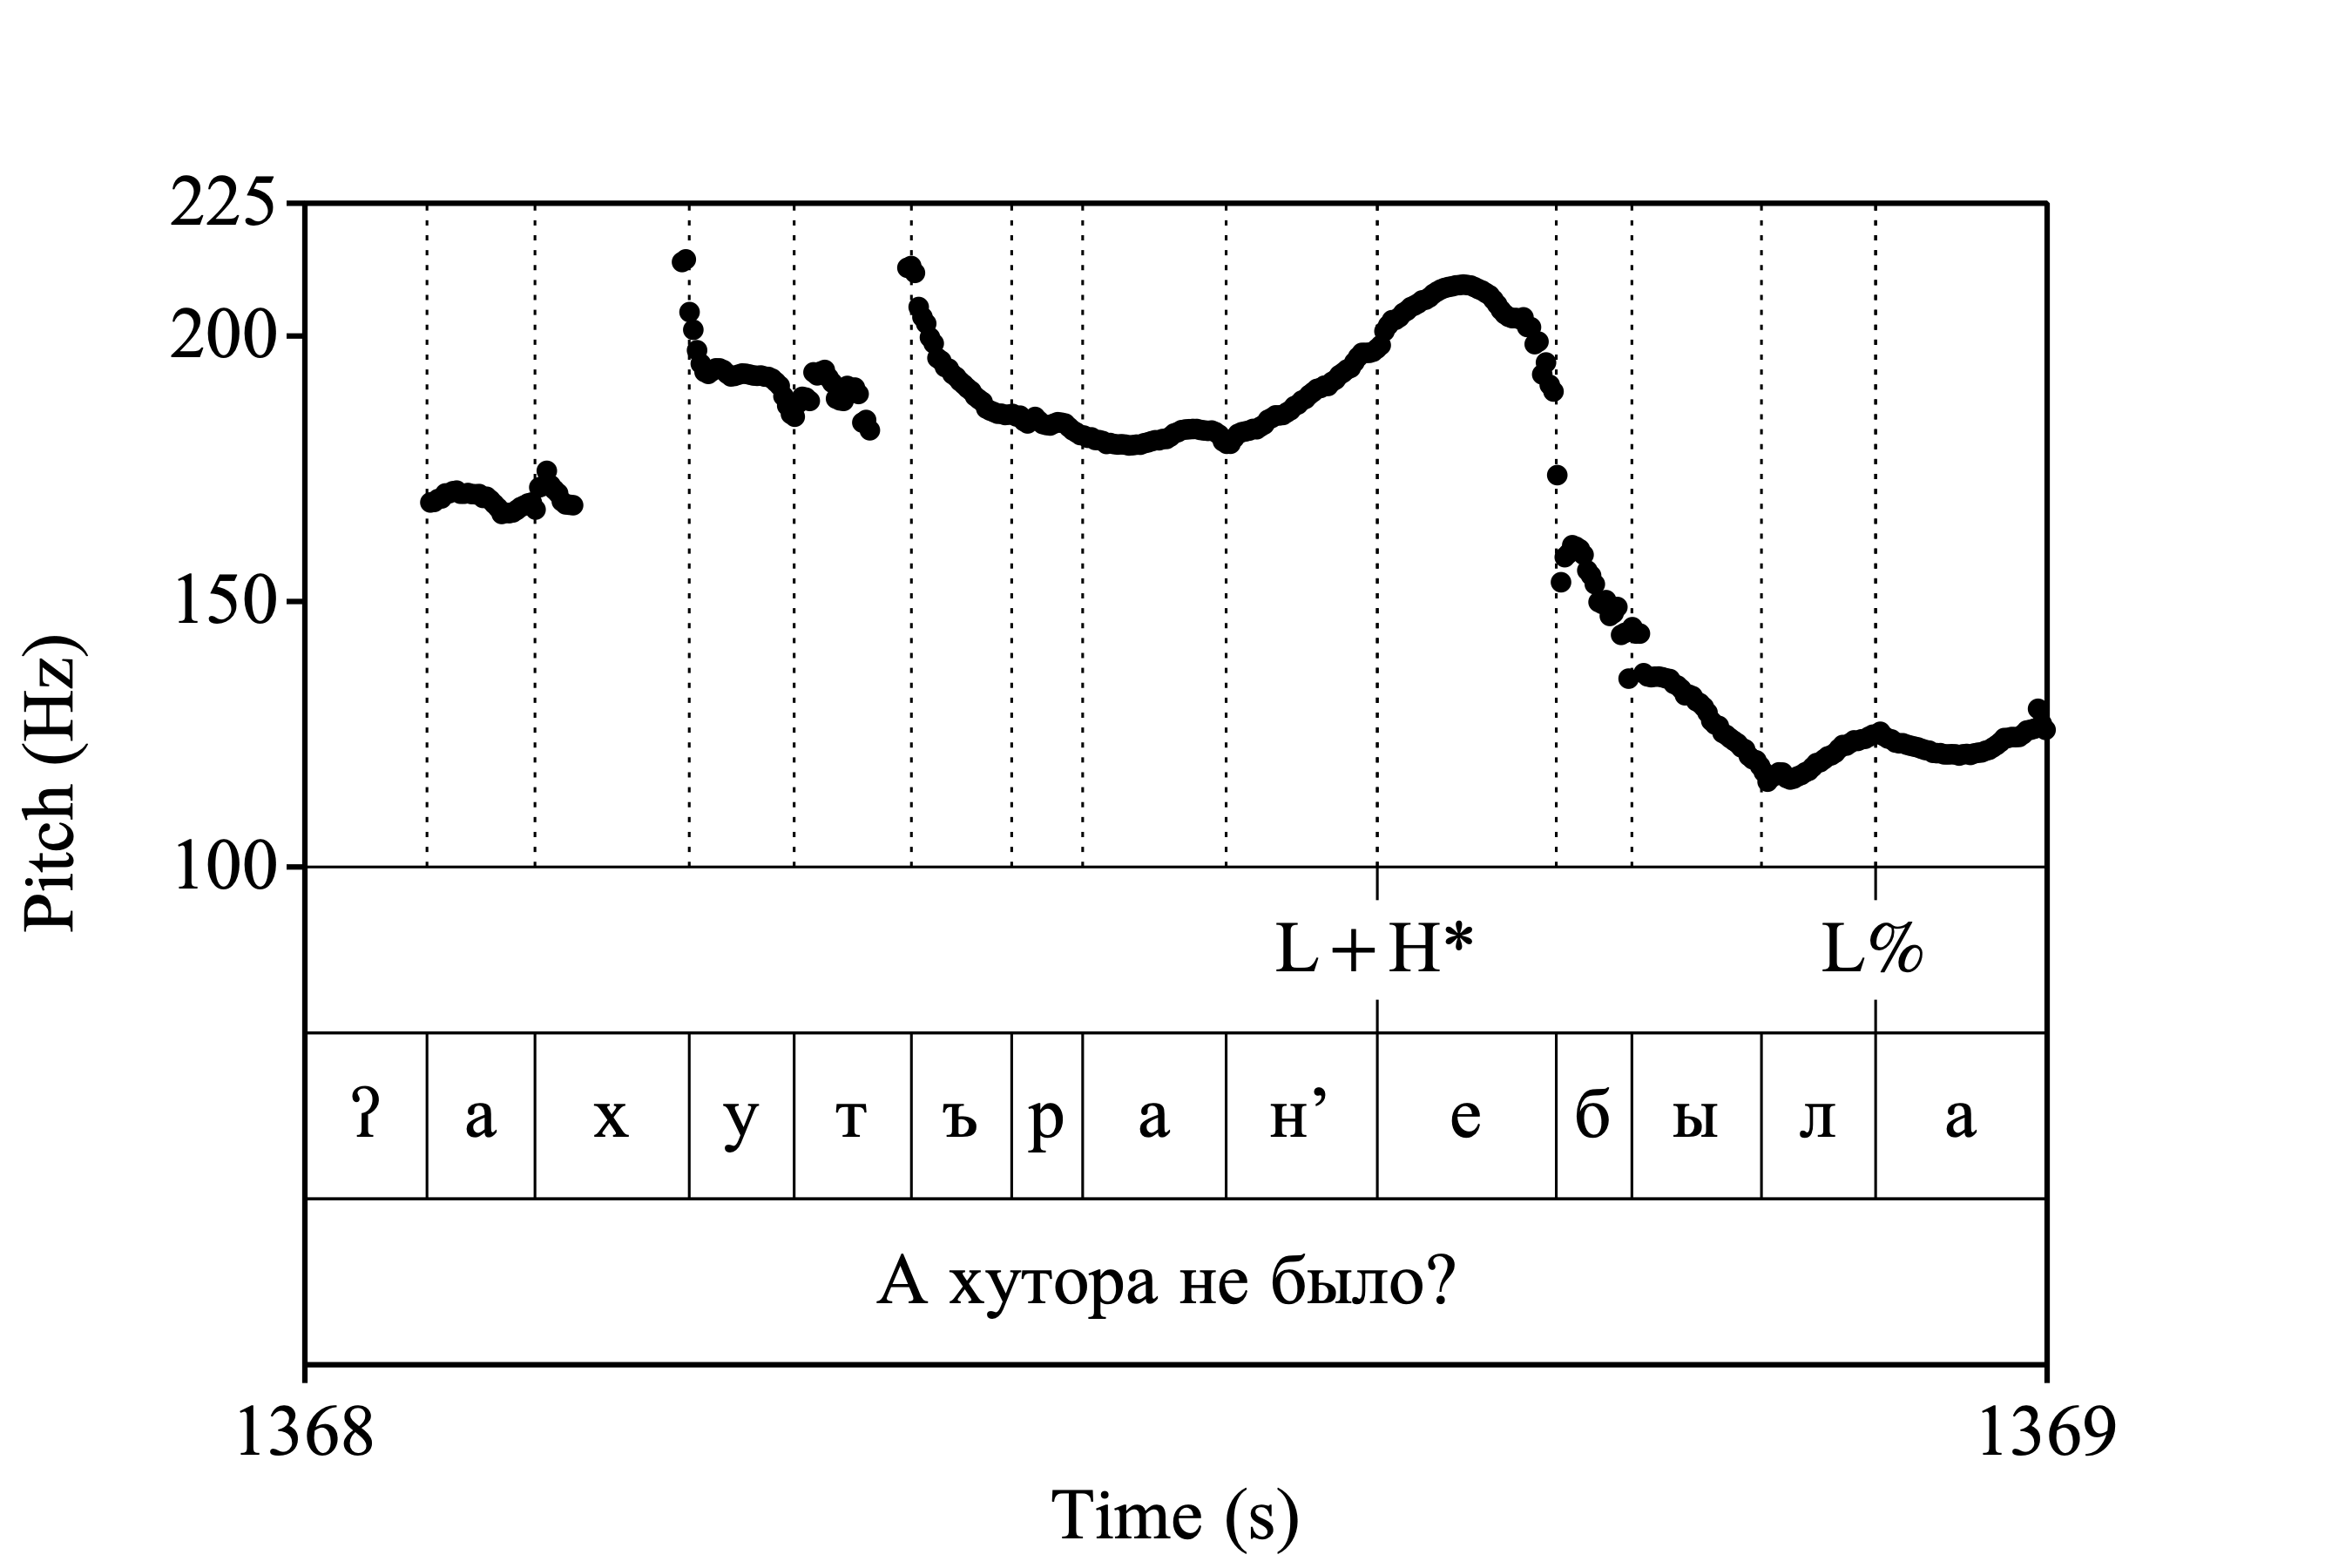 225
200
150
100
Pitch (Hz)
L+H* L%
ʔ а х у т ъ р а н’ е б ы л а
А хутора не было?
1368 1369
Time (s)